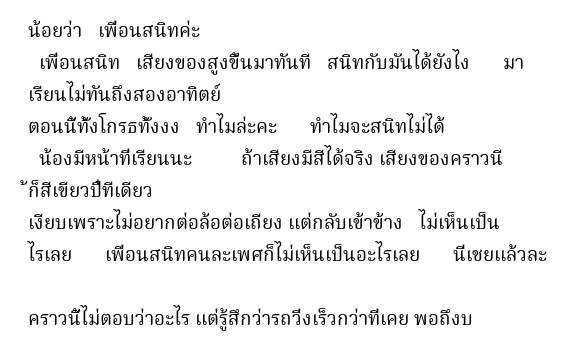 น้อยว่า เพื่อนสนิทค่ะ
เพื่อนสนิท เสียงของสูงขึ้นมาทันที สนิทกับมันได้ยังไง มา
เรียนไม่ทันถึงสองอาทิตย์
ตอนนี้ทั้งโกรธทั้งงง ทำไมล่ะคะ ทำไมจะสนิทไม่ได้
น้องมีหน้าที่เรียนนะ ถ้าเสียงมีสีได้จริง เสียงของคราวนี
้ก็สีเขียวปี๋ทีเดียว
เงียบเพราะไม่อยากต่อล้อต่อเถียง แต่กลับเข้าข้าง ไม่เห็นเป็น
ไรเลย เพื่อนสนิทคนละเพศก็ไม่เห็นเป็นอะไรเลย นี่เชยแล้วละ
คราวนี้ไม่ตอบว่าอะไร แต่รู้สึกว่ารถวิ่งเร็วกว่าที่เคย พอถึงบ